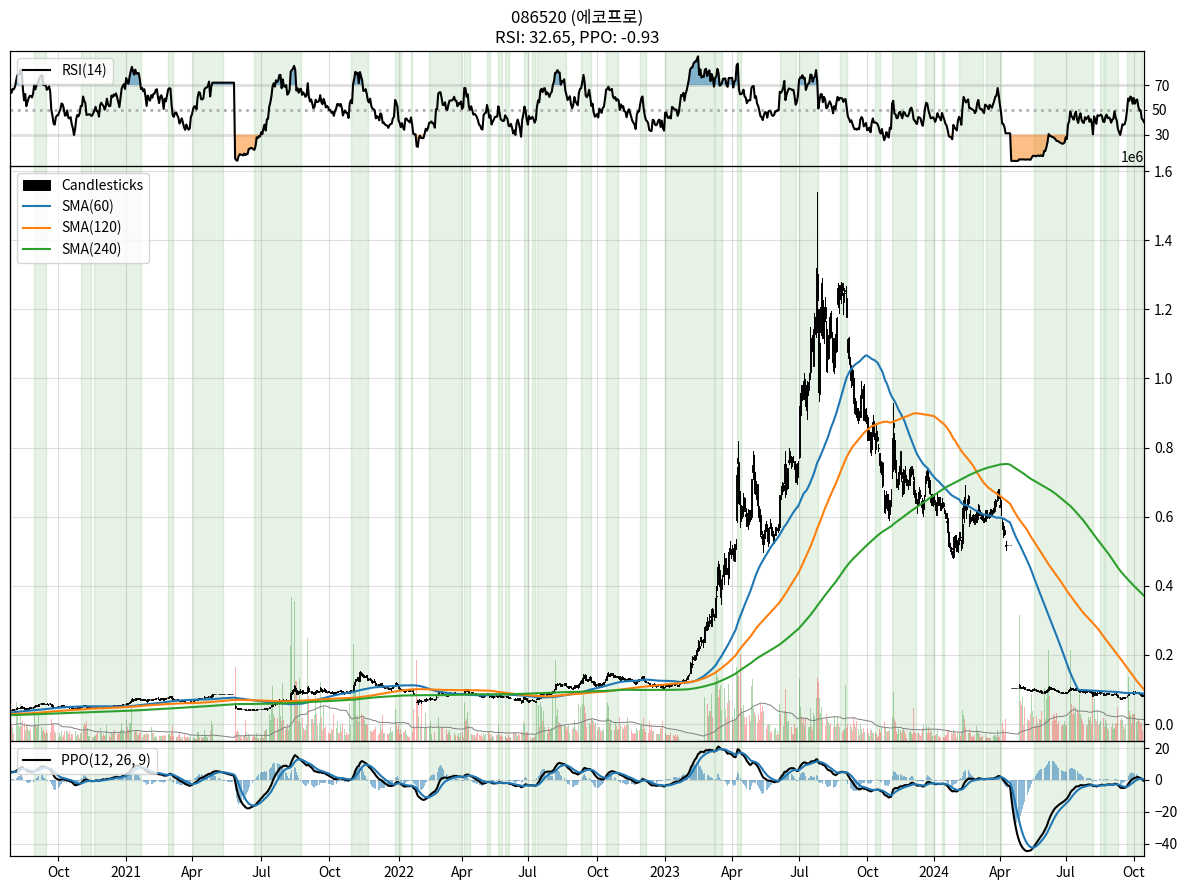 086520 (에코프로)
RSI: 32.65, PPO: -0.93
RSI(14)
70
50
30
1e6
Candlesticks
SMA(60)
SMA(120)
SMA(240)
1.6
1.4
1.2
1.0
0.8
0.6
0.4
0.2
0.0
PPO(12, 26, 9)
20
0
−20
−40
Oct 2021 Apr Jul Oct 2022 Apr Jul Oct 2023 Apr Jul Oct 2024 Apr Jul Oct